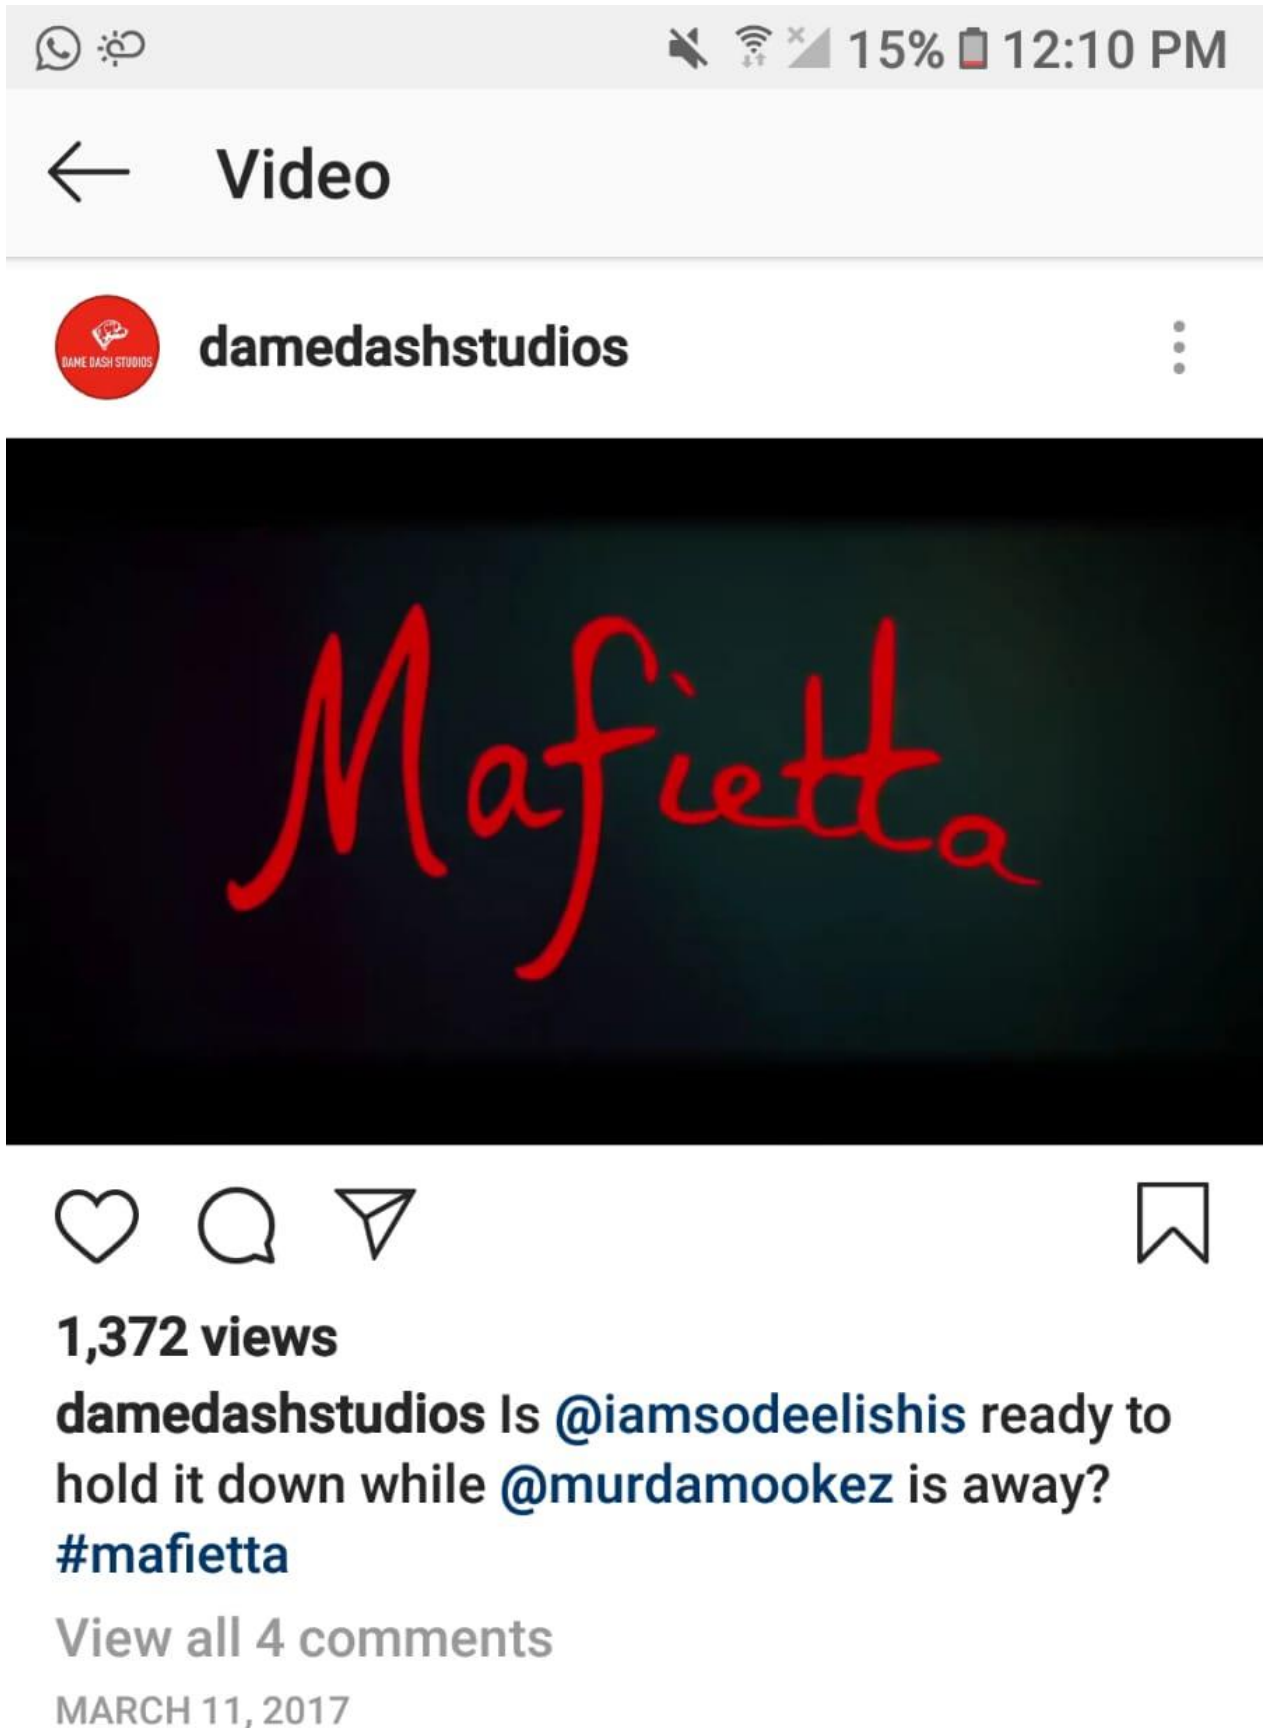 15% 12:10 PM
Video
DAME DASH STUDIOS
damedashstudios
Mafietta
1,372 views
damedashstudios Is @iamsodeelishis ready to
hold it down while @murdamookez is away?
#mafietta
View all 4 comments
MARCH 11, 2017